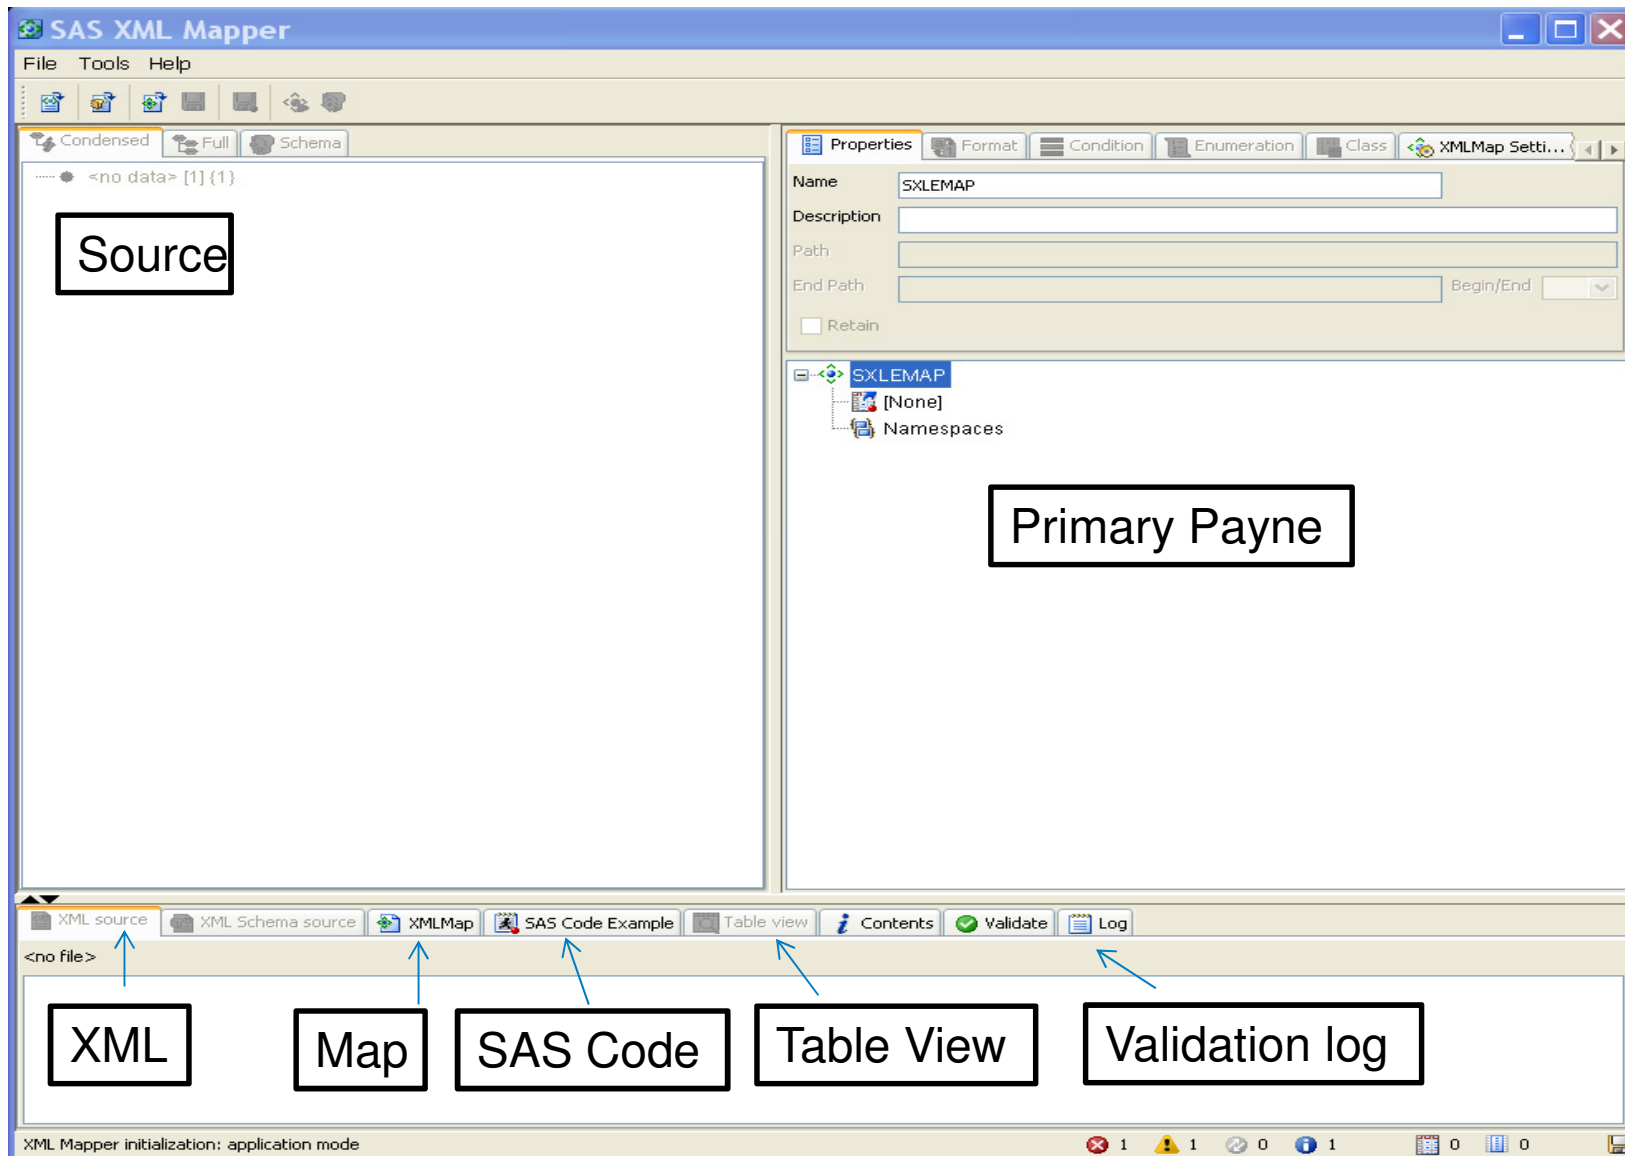 SAS XML Mapper
File Tools Help
Condensed Full Schema
<no data> [1] {1}
Source
Properties Format Condition Enumeration Class XMLMap Setti...
Name SXLEMAP
Description
Path
End Path Begin/End
Retain
SXLEMAP
[None]
Namespaces
Primary Payne
XML source XML Schema source XMLMap SAS Code Example Table view Contents Validate Log
<no file>
XML
Map
SAS Code
Table View
Validation log
XML Mapper initialization: application mode 1 1 0 1 0 0